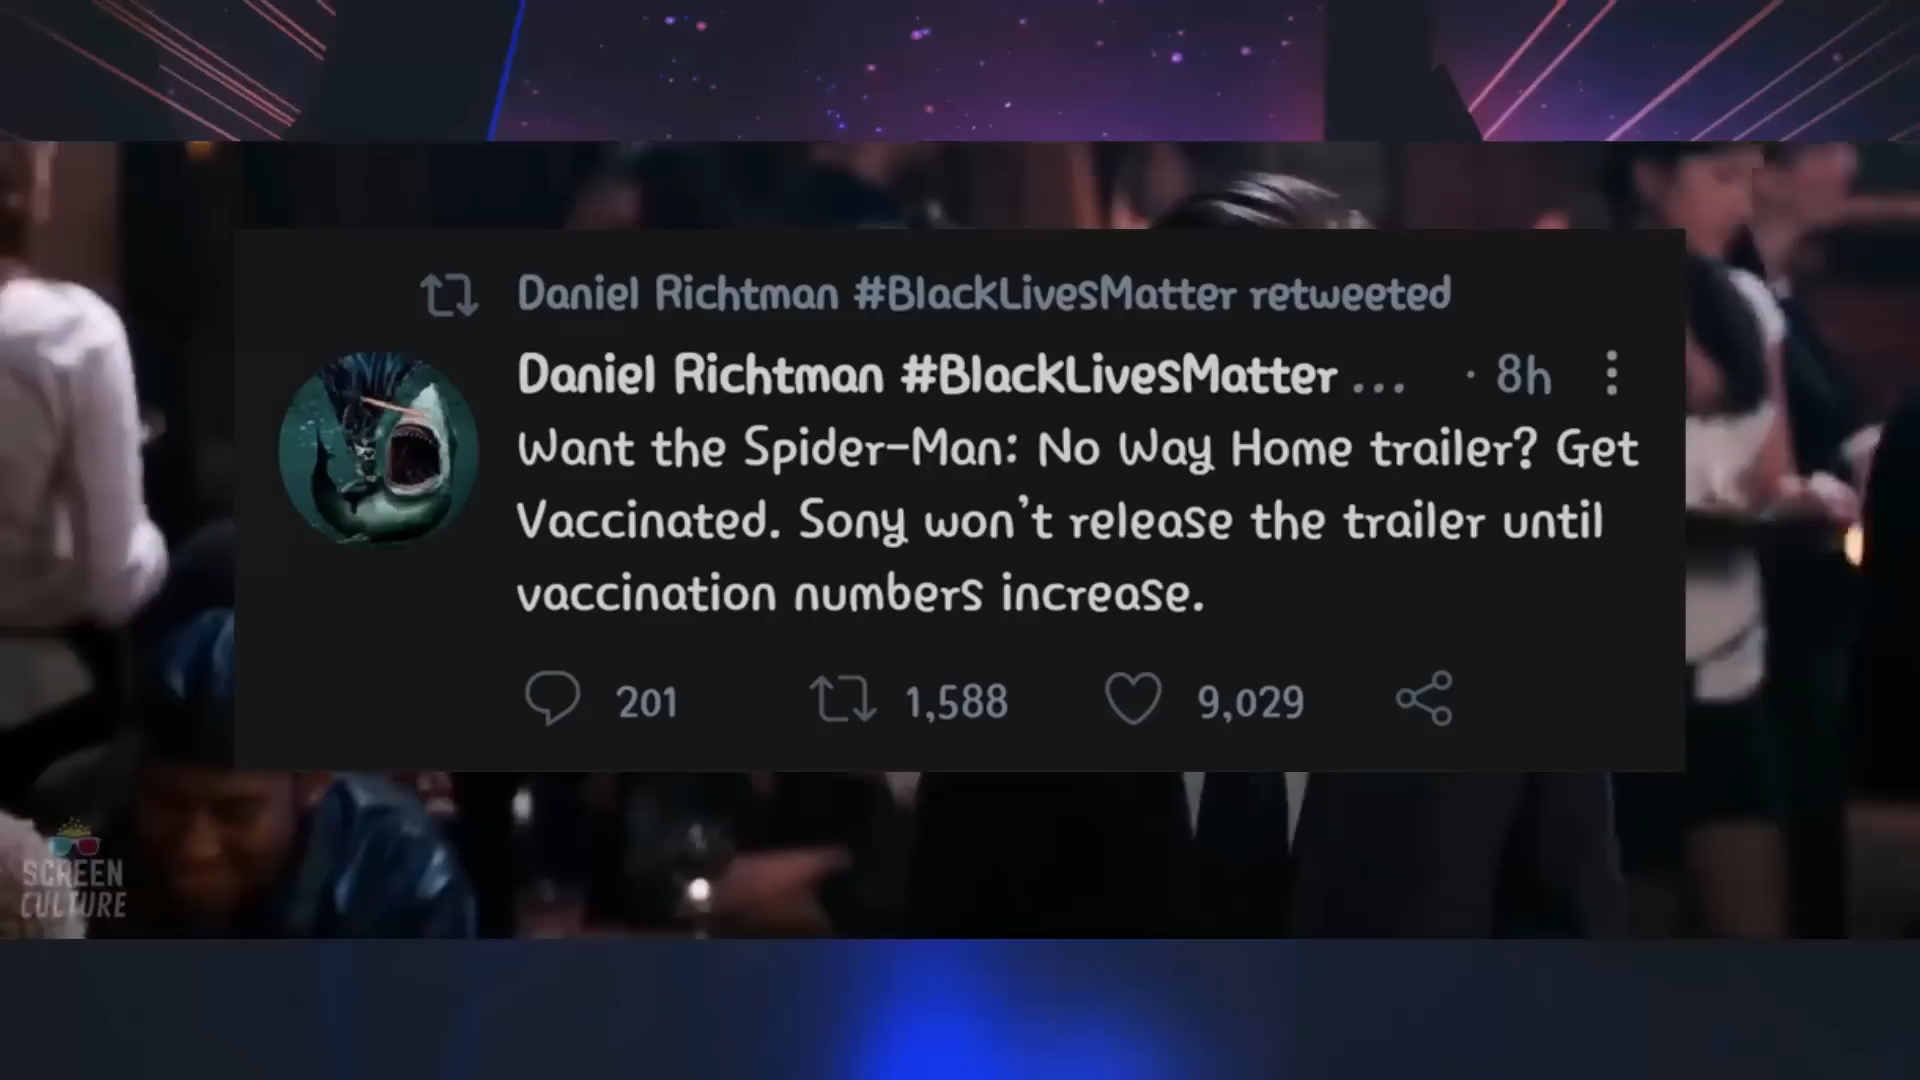 Daniel Richtman #BlackLivesMatter retweeted
Daniel Richtman #BlackLivesMatter ... · 8h
Want the Spider-Man: No Way Home trailer? Get
Vaccinated. Sony won't release the trailer until
vaccination numbers increase.
201 1,588 9,029
SCREEN
CULTURE